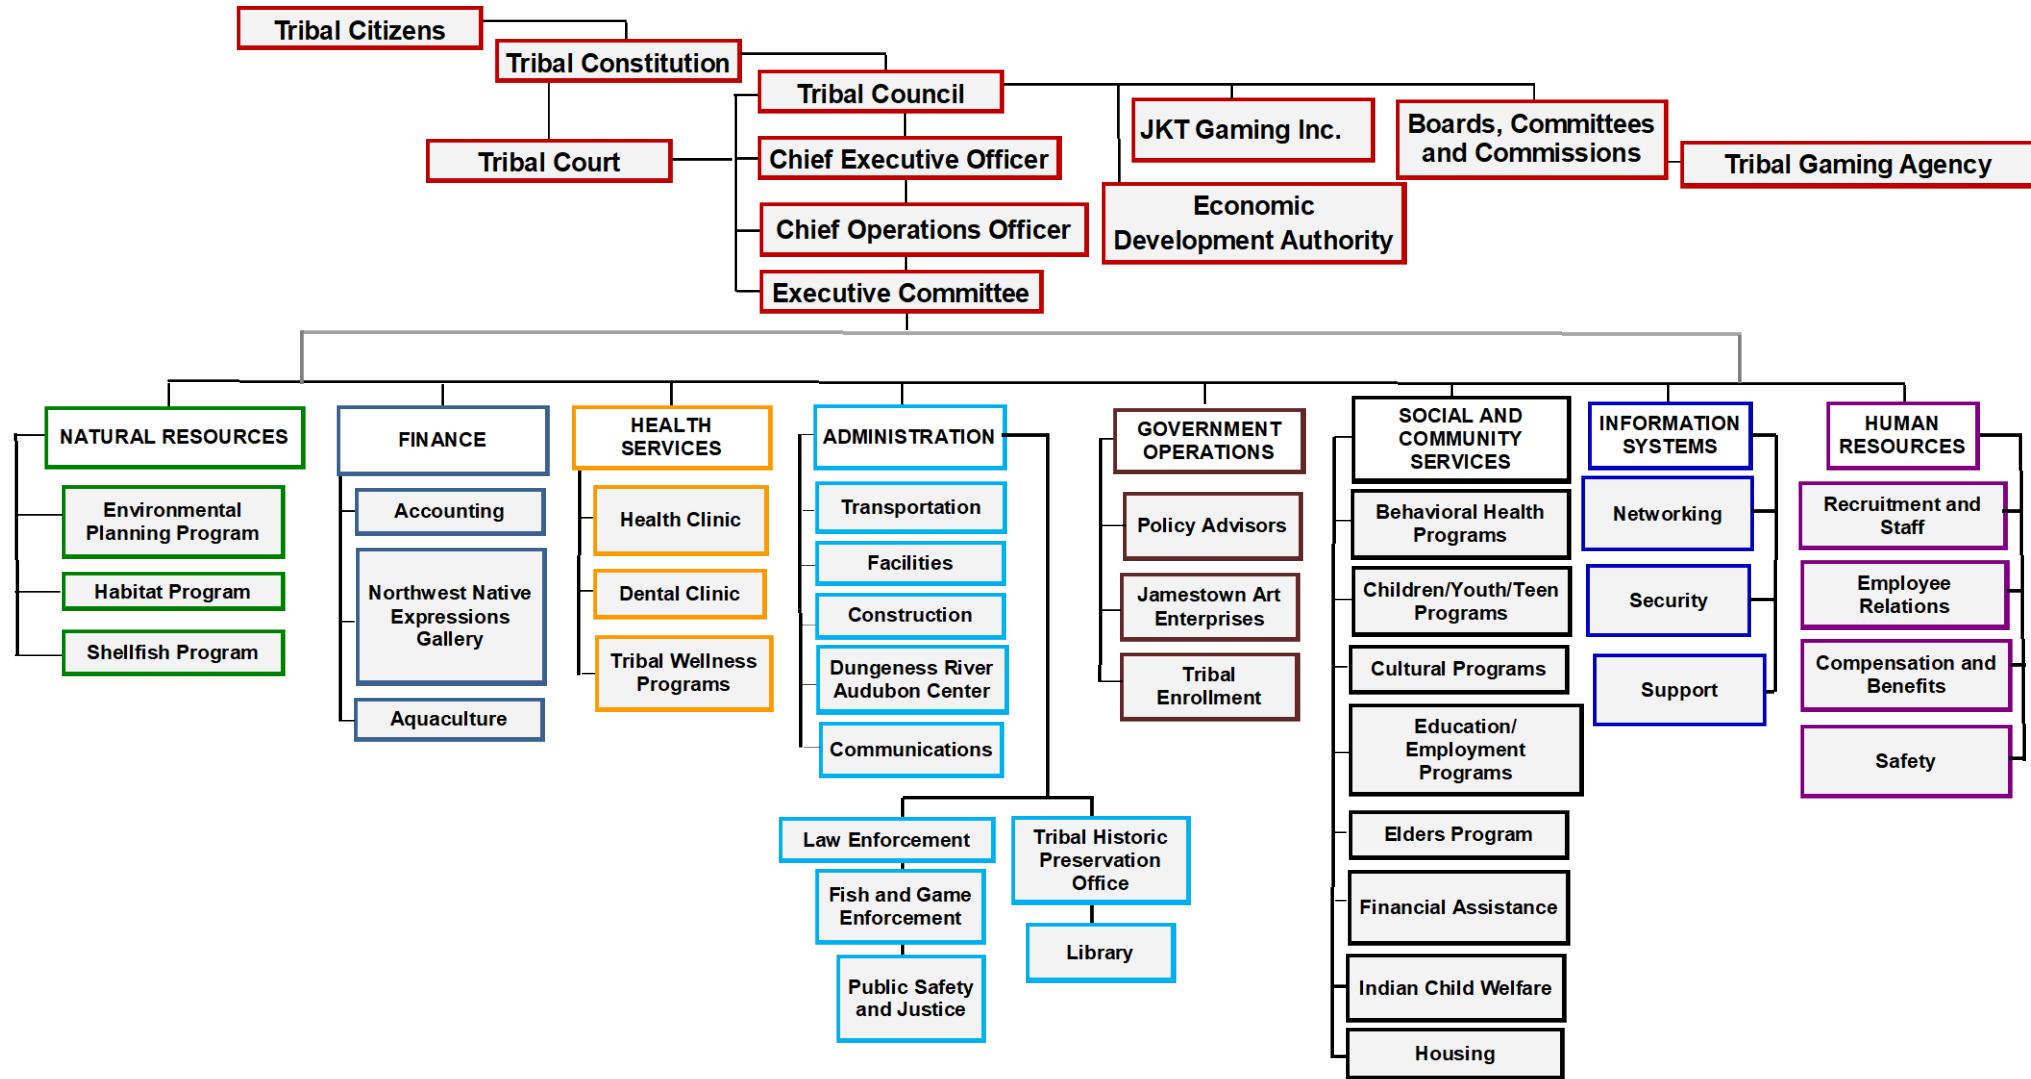 Tribal Citizens
Tribal Constitution
Tribal Council
JKT Gaming Inc.
Boards, Committees
and Commissions
Tribal Court
Chief Executive Officer
Tribal Gaming Agency
Economic
Development Authority
Chief Operations Officer
Executive Committee
NATURAL RESOURCES
Environmental
Planning Program
Habitat Program
Shellfish Program
FINANCE
Accounting
Northwest Native
Expressions
Gallery
Aquaculture
HEALTH
SERVICES
Health Clinic
Dental Clinic
Tribal Wellness
Programs
ADMINISTRATION
Transportation
Facilities
Construction
Dungeness River
Audubon Center
Communications
Law Enforcement
Fish and Game
Enforcement
Public Safety
and Justice
Tribal Historic
Preservation
Office
Library
GOVERNMENT
OPERATIONS
Policy Advisors
Jamestown Art
Enterprises
Tribal
Enrollment
SOCIAL AND
COMMUNITY
SERVICES
Behavioral Health
Programs
Children/Youth/Teen
Programs
Cultural Programs
Education/
Employment
Programs
Elders Program
Financial Assistance
Indian Child Welfare
Housing
INFORMATION
SYSTEMS
Networking
Security
Support
HUMAN
RESOURCES
Recruitment and
Staff
Employee
Relations
Compensation and
Benefits
Safety